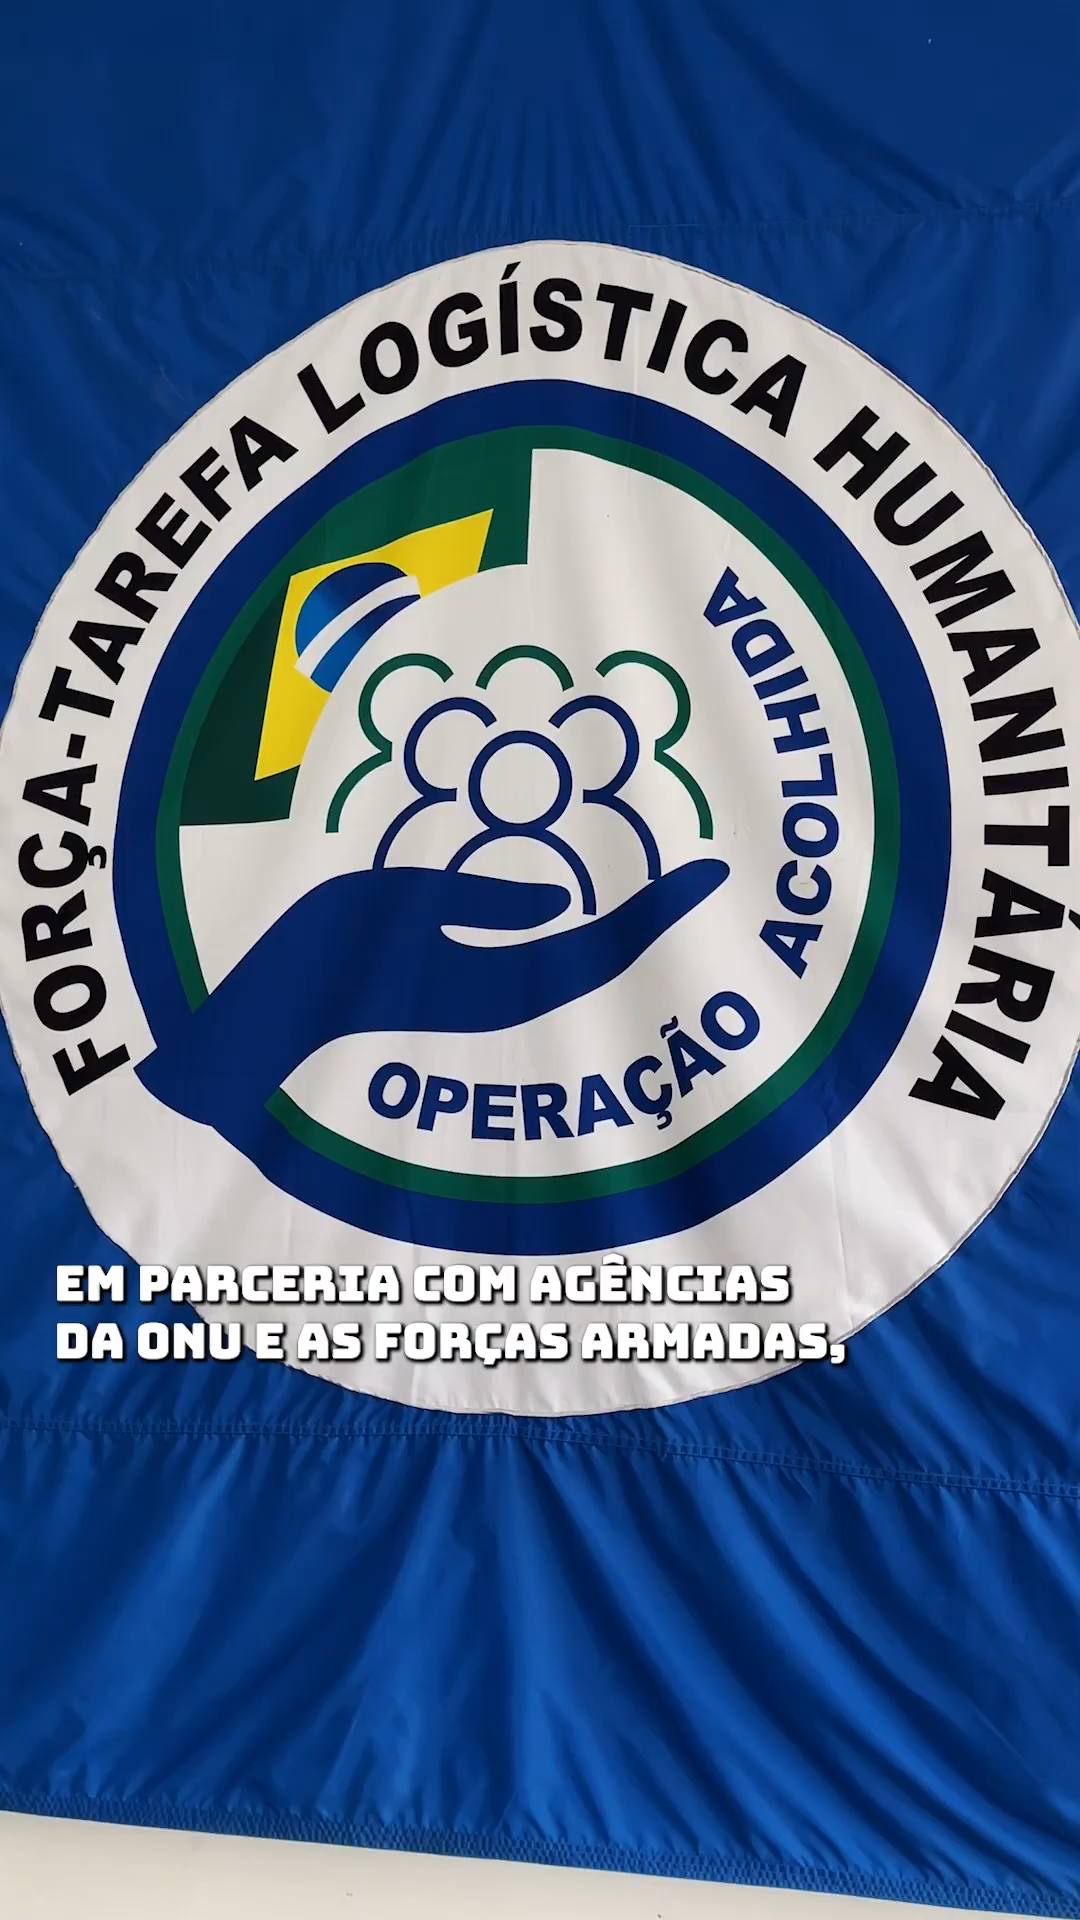 FORÇA-TAREFA LOGÍSTICA HUMANITÁRIA
OPERAÇÃO ACOLHIDA
EM PARCERIA COM AGÊNCIAS
DA ONU E AS FORÇAS ARMADAS,